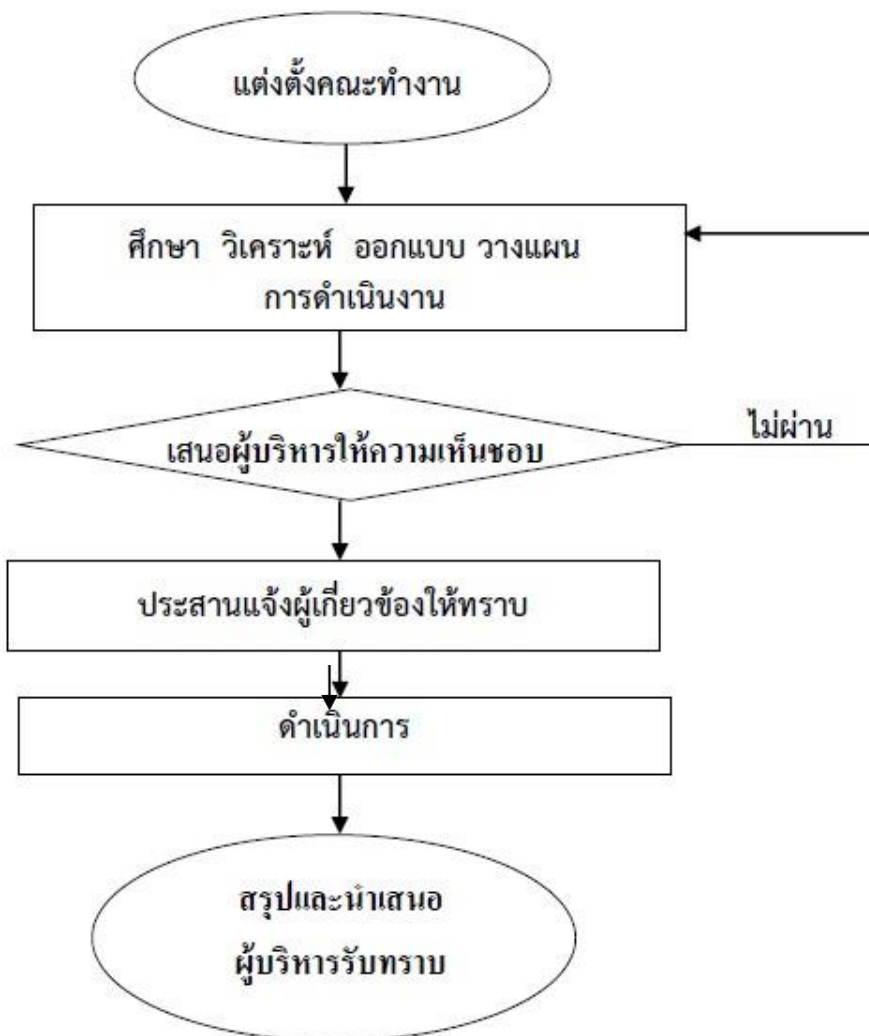 แต่งตั้งคณะทำงาน
ศึกษา วิเคราะห์ ออกแบบ วางแผน
การดำเนินงาน
เสนอผู้บริหารให้ความเห็นชอบ
ไม่ผ่าน
ประสานแจ้งผู้เกี่ยวข้องให้ทราบ
ดำเนินการ
สรุปและนำเสนอ
ผู้บริหารรับทราบ